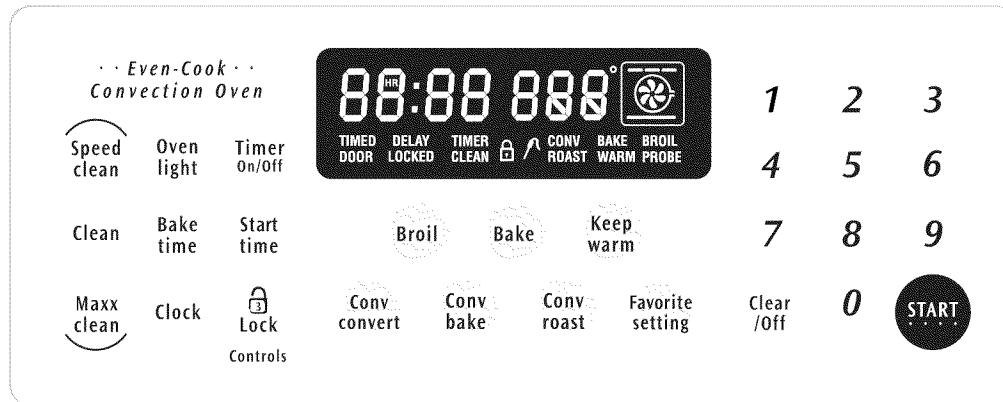 · · Even-Cook · ·
Convection Oven
88:88 888°
HR
TIMED DELAY TIMER CONV BAKE BROIL
DOOR LOCKED CLEAN ROAST WARM PROBE
1 2 3
Speed
clean
Oven
light
Timer
On/Off
4 5 6
Clean
Bake
time
Start
time
Broil
Bake
Keep
warm
7 8 9
Maxx
clean
Clock
3
Lock
Controls
Conv
convert
Conv
bake
Conv
roast
Favorite
setting
Clear
/Off
0
START